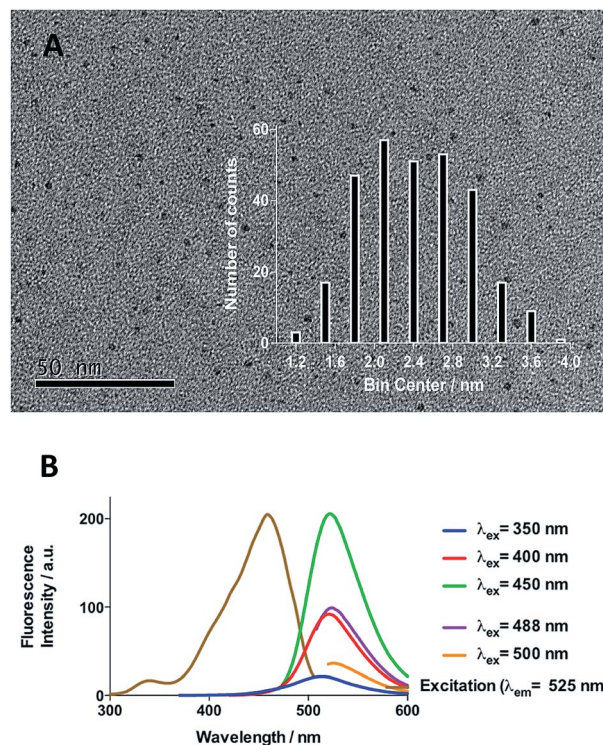 A
60
40
20
0
Number of counts
1.2 1.6 2.0 2.4 2.8 3.2 3.6 4.0
Bin Center / nm
50 nm
B
200
100
0
Fluorescence
Intensity / a.u.
300 400 500 600
Wavelength / nm
λex= 350 nm
λex= 400 nm
λex= 450 nm
λex= 488 nm
λex= 500 nm
Excitation (λem= 525 nm